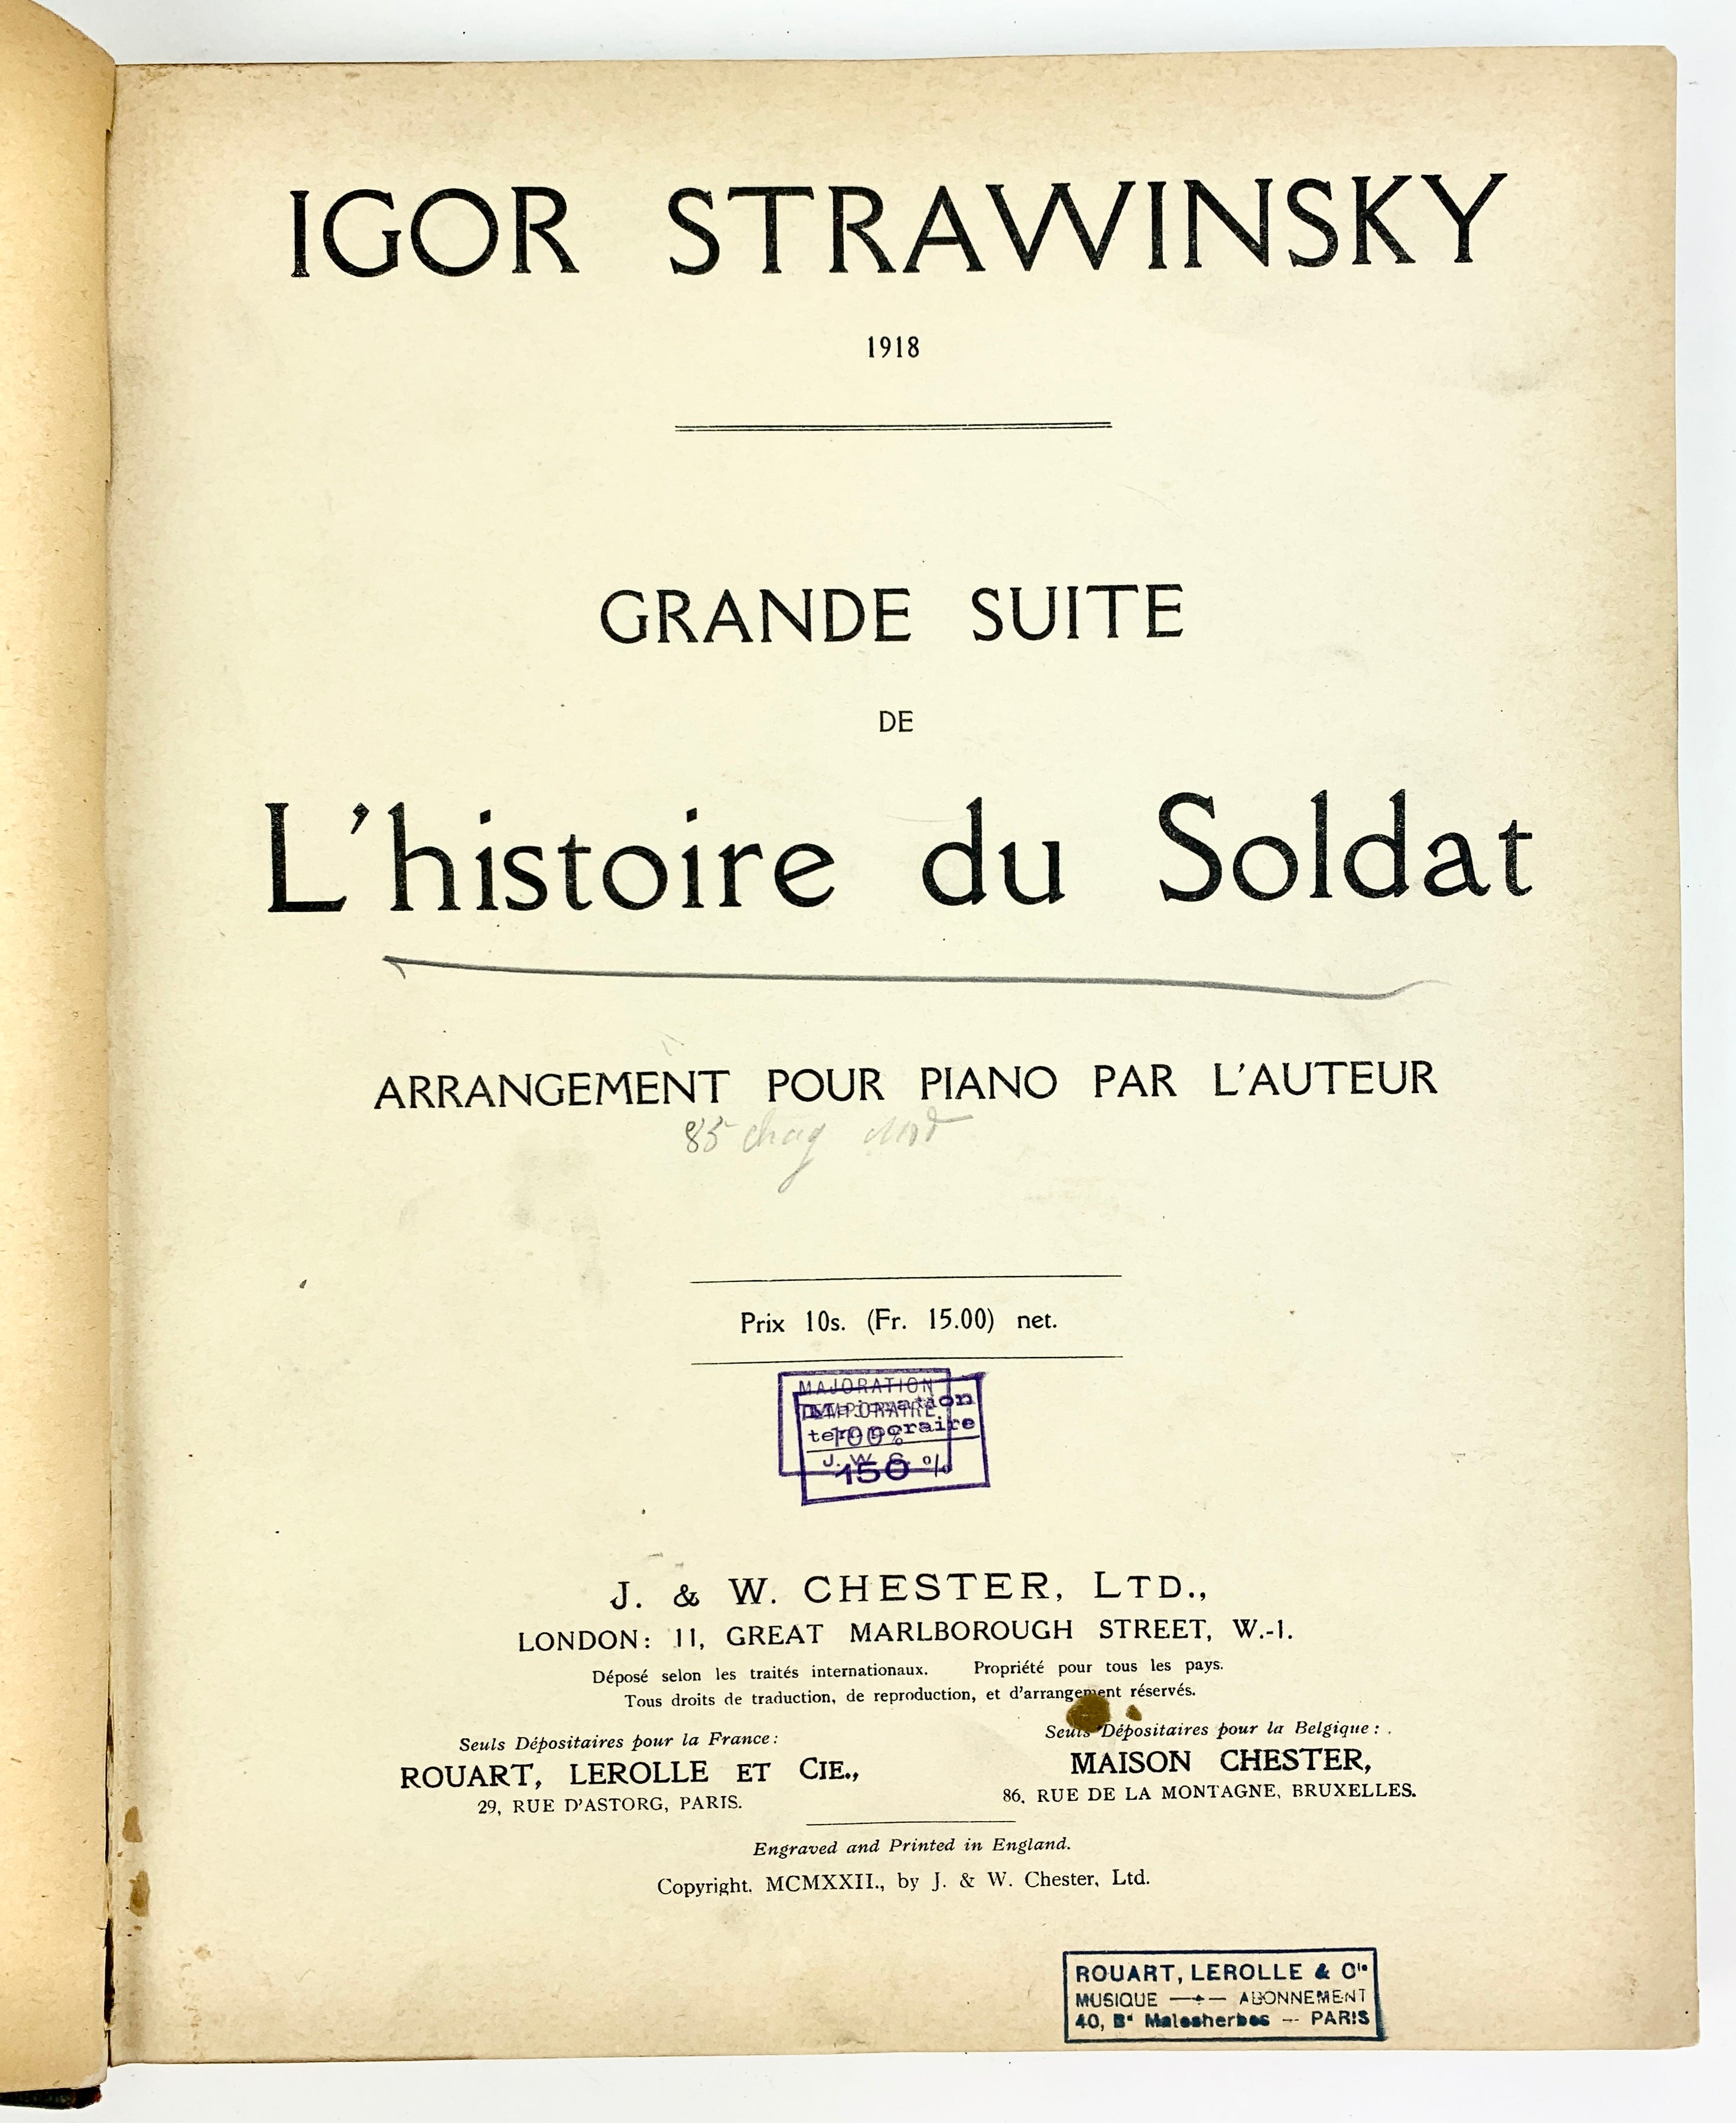 IGOR STRAWINSKY
1918
GRANDE SUITE
DE
L'histoire du Soldat
ARRANGEMENT POUR PIANO PAR L'AUTEUR
85 chag
Prix 10s. (Fr. 15.00) net.
MAJORATION
TEMPORAIRE
100%
Majoration
temporaire
150 %
J. & W. CHESTER, LTD.,
LONDON: 11, GREAT MARLBOROUGH STREET, W.-1.
Déposé selon les traités internationaux. Propriété pour tous les pays.
Tous droits de traduction, de reproduction, et d'arrangement réservés.
Seuls Dépositaires pour la France:
ROUART, LEROLLE ET CIE.,
29, RUE D'ASTORG, PARIS.
Seuls Dépositaires pour la Belgique:
MAISON CHESTER,
86, RUE DE LA MONTAGNE, BRUXELLES.
Engraved and Printed in England.
Copyright. MCMXXII., by J. & W. Chester, Ltd.
ROUART, LEROLLE & Cie
MUSIQUE — ABONNEMENT
40, Bd Malesherbes — PARIS